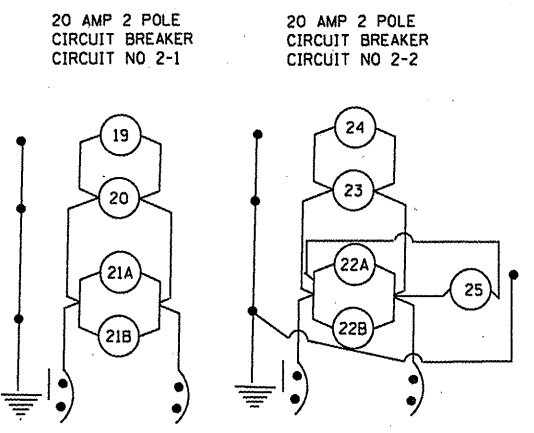 20 AMP 2 POLE
CIRCUIT BREAKER
CIRCUIT NO 2-1
20 AMP 2 POLE
CIRCUIT BREAKER
CIRCUIT NO 2-2
19
20
21A
21B
24
23
22A
25
22B